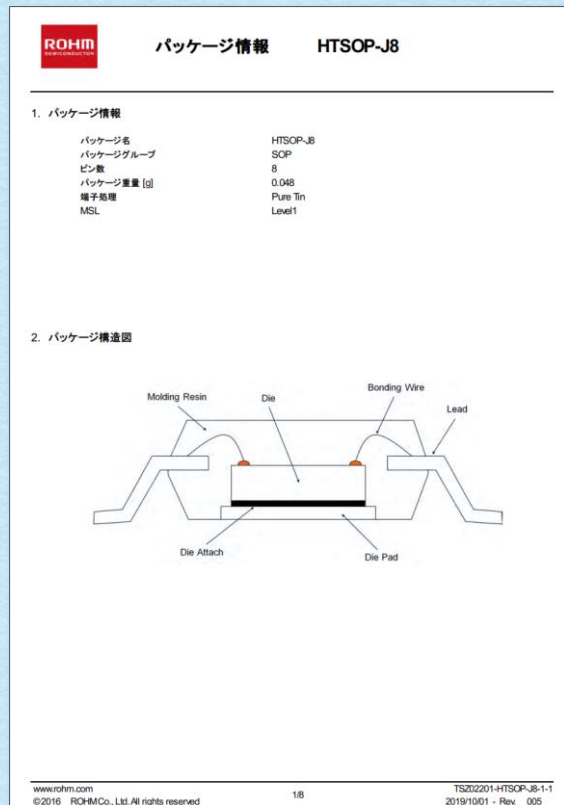 ROHM
SEMICONDUCTOR
パッケージ情報 HTSOP-J8
1. パッケージ情報
パッケージ名 HTSOP-J8
パッケージグループ SOP
ピン数 8
パッケージ重量 [g] 0.048
端子処理 Pure Tin
MSL Level1
2. パッケージ構造図
Molding Resin Die Bonding Wire
Lead
Die Attach Die Pad
www.rohm.com 1/8 TSZ02201-HTSOP-J8-1-1
©2016 ROHM Co., Ltd. All rights reserved 2019/10/01 - Rev. 005